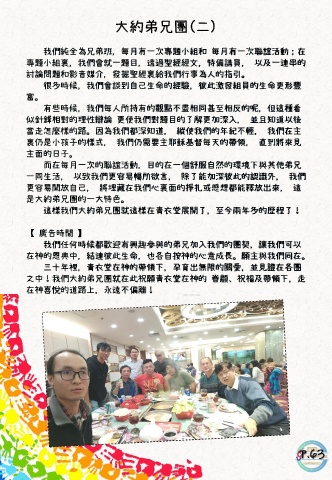 大約弟兄團(二)
我們純全為兄弟班，每月有一次專題小組和 每月有一次聯誼活動；在
專題小組裏，我們會就一題目，透過聖經經文，特備議員， 以及一連串的
討論問題和影音媒介，發掘聖經裏給我們行事為人的指引。
很多時候，我們會談到自己生命的經驗，彼此激發組員的生命更形豐
富。
有些時候，我們每人所持有的觀點不盡相同甚至相反的呢，但這種看
似針鋒相對的理性辯論 更使我們對題目的了解更加深入， 並且知道以後
當走怎麼樣的路。因為我們都深知道， 縱使我們的年紀不輕， 我們在主
裏仍是小孩子的樣式， 我們仍需要主耶穌基督每天的帶領， 直到將來見
主面的日子。
而在每月一次的聯誼活動，目的在一個舒服自然的環境下與其他弟兄
一同生活， 以致我們更容易暢所欲言， 除了能加深彼此的認識外， 我們
更容易開放自己， 將埋藏在我們心裏面的掙扎或感想都能釋放出來， 這
是大約弟兄團的一大特色。
這樣我們大約弟兄團就這樣在青衣堂展開了，至今兩年多的歷程了！
【 廣告時間 】
我們任何時候都歡迎有興趣參與的弟兄加入我們的團契，讓我們可以
在神的恩典中，結連彼此生命，也各自按神的心意成長。願主與我們同在。
三十年裡， 青衣堂在神的帶領下，孕育出無限的關愛，並見證在各團
之中！我們大約弟兄團就在此祝願青衣堂在神的 眷顧、祝福及帶領下，走
在神喜悅的道路上，永遠不偏離！
P.63